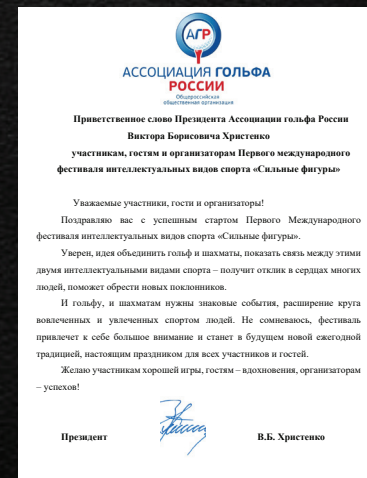 АГР
АССОЦИАЦИЯ ГОЛЬФА
РОССИИ
Общероссийская
общественная организация
Приветственное слово Президента Ассоциации гольфа России
Виктора Борисовича Христенко
участникам, гостям и организаторам Первого международного
фестиваля интеллектуальных видов спорта «Сильные фигуры»
Уважаемые участники, гости и организаторы!
Поздравляю вас с успешным стартом Первого Международного
фестиваля интеллектуальных видов спорта «Сильные фигуры».
Уверен, идея объединить гольф и шахматы, показать связь между этими
двумя интеллектуальными видами спорта – получит отклик в сердцах многих
людей, поможет обрести новых поклонников.
И гольфу, и шахматам нужны знаковые события, расширение круга
вовлеченных и увлеченных спортом людей. Не сомневаюсь, фестиваль
привлечет к себе большое внимание и станет в будущем новой ежегодной
традицией, настоящим праздником для всех участников и гостей.
Желаю участникам хорошей игры, гостям – вдохновения, организаторам
– успехов!
Президент В.Б. Христенко